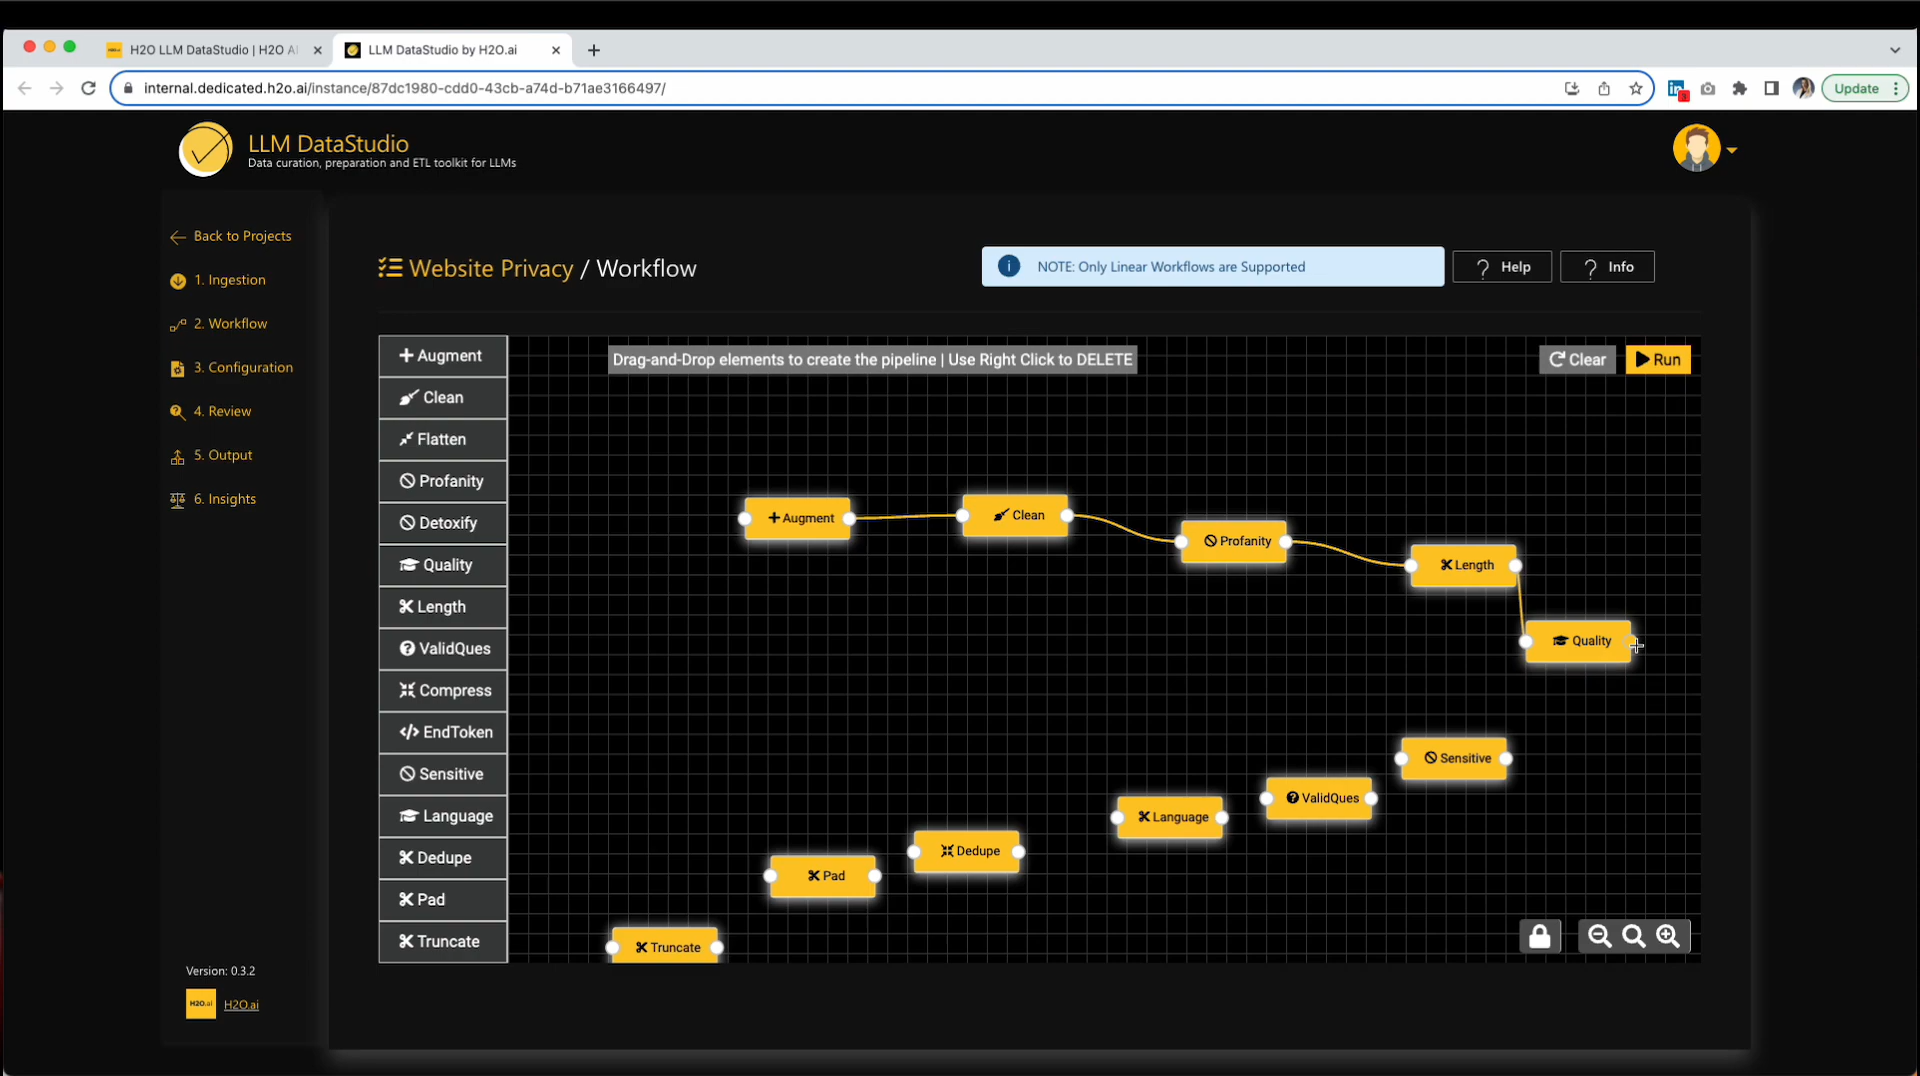 H2O LLM DataStudio | H2O A
LLM DataStudio by H2O.ai
internal.dedicated.h2o.ai/instance/87dc1980-cdd0-43cb-a74d-b71ae3166497/
Update
LLM DataStudio
Data curation, preparation and ETL toolkit for LLMs
Back to Projects
1. Ingestion
2. Workflow
3. Configuration
4. Review
5. Output
6. Insights
Version: 0.3.2
H2O.ai
H2O.ai
Website Privacy / Workflow
NOTE: Only Linear Workflows are Supported
? Help
? Info
Augment
Clean
Flatten
Profanity
Detoxify
Quality
Length
ValidQues
Compress
EndToken
Sensitive
Language
Dedupe
Pad
Truncate
Drag-and-Drop elements to create the pipeline | Use Right Click to DELETE
Clear
Run
Augment
Clean
Profanity
Length
Quality
Sensitive
ValidQues
Language
Dedupe
Pad
Truncate